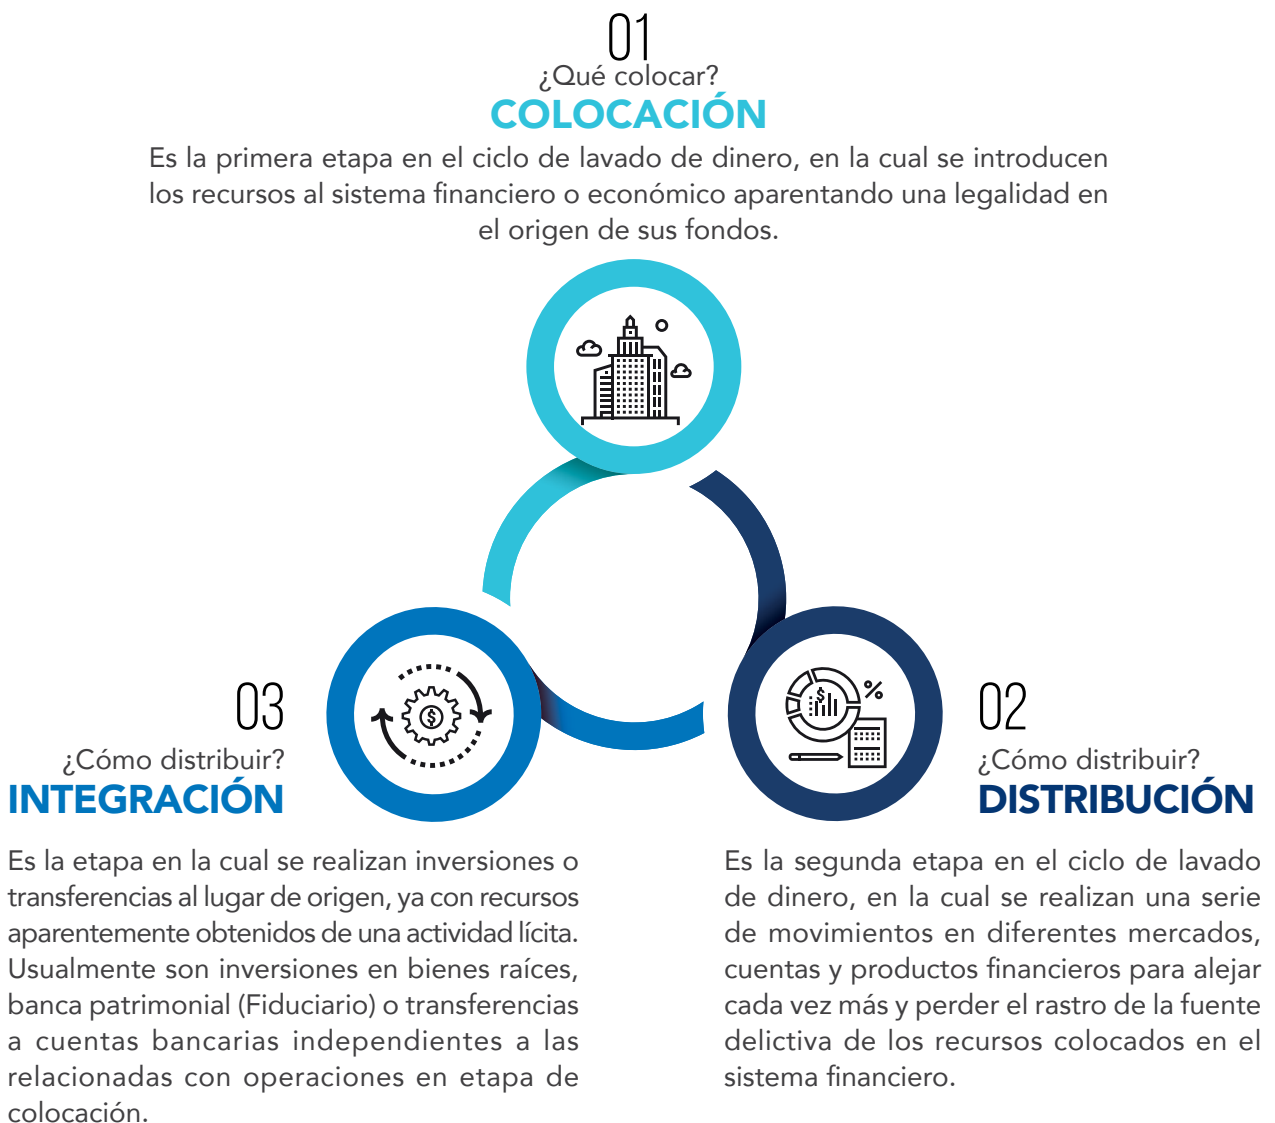 01
¿Qué colocar?
COLOCACIÓN
Es la primera etapa en el ciclo de lavado de dinero, en la cual se introducen
los recursos al sistema financiero o económico aparentando una legalidad en
el origen de sus fondos.
$
$
%
03
¿Cómo distribuir?
INTEGRACIÓN
Es la etapa en la cual se realizan inversiones o
transferencias al lugar de origen, ya con recursos
aparentemente obtenidos de una actividad lícita.
Usualmente son inversiones en bienes raíces,
banca patrimonial (Fiduciario) o transferencias
a cuentas bancarias independientes a las
relacionadas con operaciones en etapa de
colocación.
02
¿Cómo distribuir?
DISTRIBUCIÓN
Es la segunda etapa en el ciclo de lavado
de dinero, en la cual se realizan una serie
de movimientos en diferentes mercados,
cuentas y productos financieros para alejar
cada vez más y perder el rastro de la fuente
delictiva de los recursos colocados en el
sistema financiero.